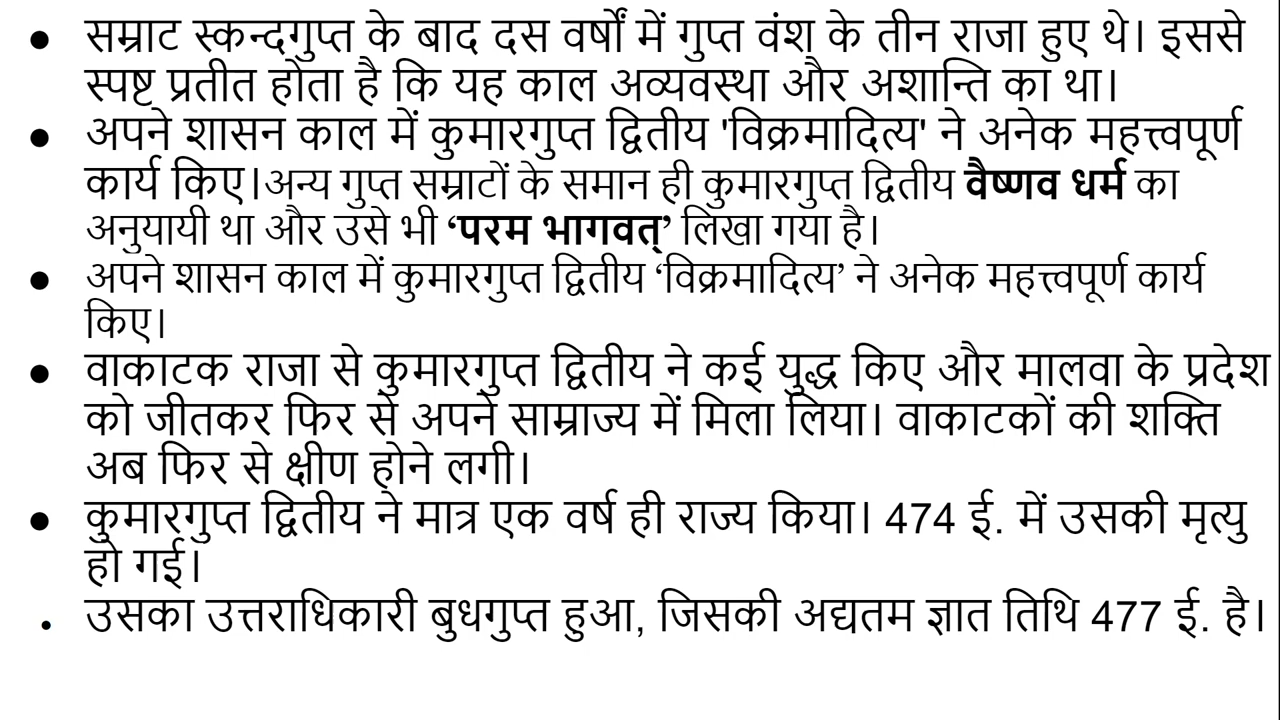 ● सम्राट स्कन्दगुप्त के बाद दस वर्षों में गुप्त वंश के तीन राजा हुए थे। इससे
स्पष्ट प्रतीत होता है कि यह काल अव्यवस्था और अशान्ति का था।
● अपने शासन काल में कुमारगुप्त द्वितीय 'विक्रमादित्य' ने अनेक महत्त्वपूर्ण
कार्य किए।अन्य गुप्त सम्राटों के समान ही कुमारगुप्त द्वितीय वैष्णव धर्म का
अनुयायी था और उसे भी ‘परम भागवत्’ लिखा गया है।
● अपने शासन काल में कुमारगुप्त द्वितीय ‘विक्रमादित्य’ ने अनेक महत्त्वपूर्ण कार्य
किए।
● वाकाटक राजा से कुमारगुप्त द्वितीय ने कई युद्ध किए और मालवा के प्रदेश
को जीतकर फिर से अपने साम्राज्य में मिला लिया। वाकाटकों की शक्ति
अब फिर से क्षीण होने लगी।
● कुमारगुप्त द्वितीय ने मात्र एक वर्ष ही राज्य किया। 474 ई. में उसकी मृत्यु
हो गई।
• उसका उत्तराधिकारी बुधगुप्त हुआ, जिसकी अद्यतम ज्ञात तिथि 477 ई. है।